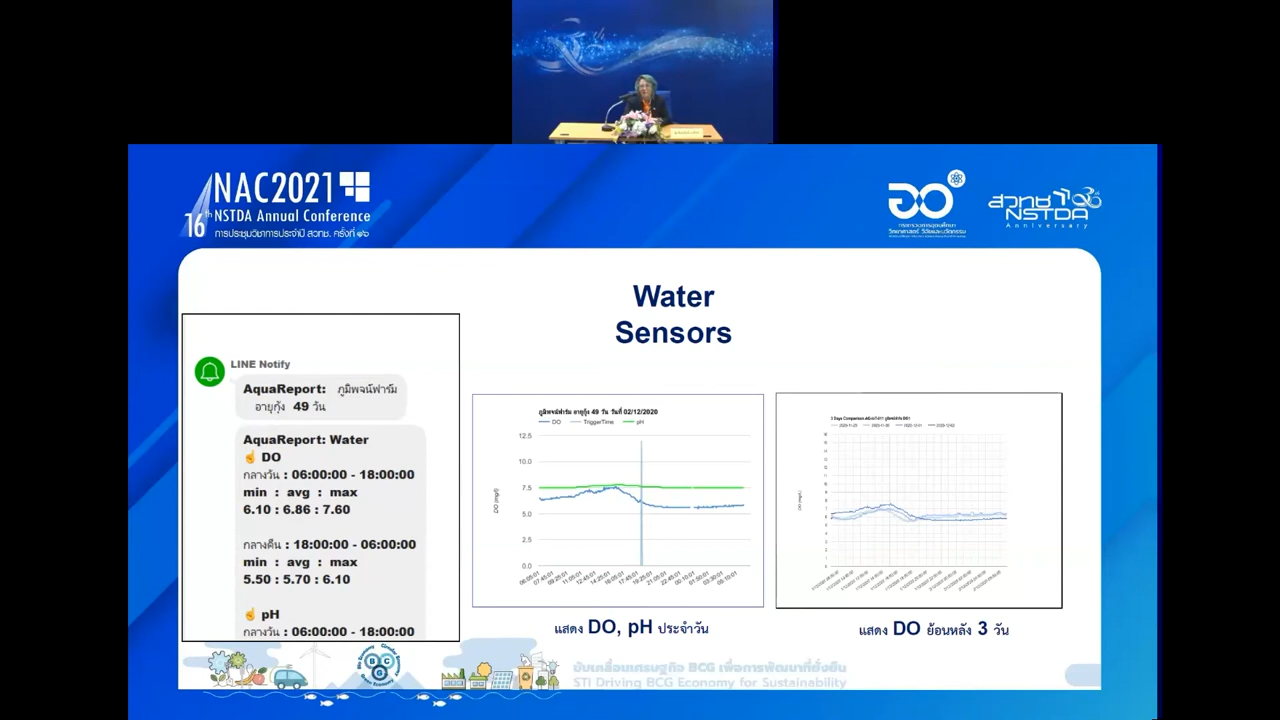 NAC2021
16th NSTDA Annual Conference
การประชุมวิชาการประจำปี สวทช. ครั้งที่ ๑๖
สวทช
NSTDA
Anniversary
Water
Sensors
LINE Notify
AquaReport: ภูมิพจน์ฟาร์ม
อายุกุ้ง 49 วัน
AquaReport: Water
☝ DO
กลางวัน : 06:00:00 - 18:00:00
min : avg : max
6.10 : 6.86 : 7.60
กลางคืน : 18:00:00 - 06:00:00
min : avg : max
5.50 : 5.70 : 6.10
☝ pH
กลางวัน : 06:00:00 - 18:00:00
ภูมิพจน์ฟาร์ม อายุกุ้ง 49 วัน วันที่ 02/12/2020
DO TriggerTime pH
12.5
10.0
7.5
5.0
2.5
0.0
DO (mg/l)
แสดง DO, pH ประจำวัน
แสดง DO ย้อนหลัง 3 วัน
BCG
ขับเคลื่อนเศรษฐกิจ BCG เพื่อการพัฒนาที่ยั่งยืน
STI Driving BCG Economy for Sustainability